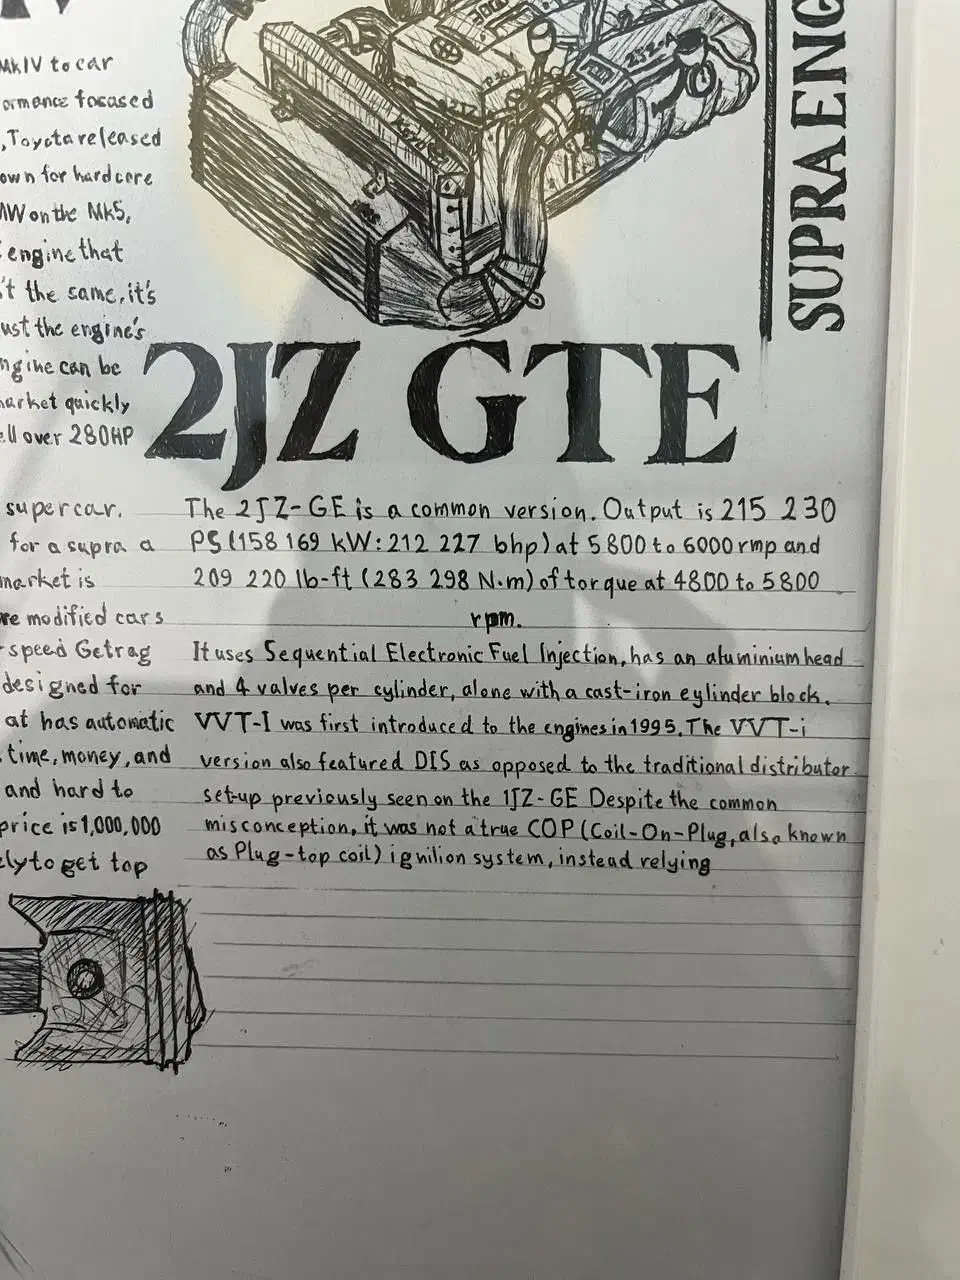 MkIV to car
ormance focased
, Toyota released
own for hardcore
MW on the Mk5,
engine that
't the same, it's
ust the engine's
ngine can be
market quickly
ell over 280HP
supercar.
for a supra a
market is
re modified cars
speed Getrag
designed for
at has automatic
time, money, and
and hard to
price is 1,000,000
ely to get top
2JZ-A
SUPRA ENG
2JZ GTE
The 2JZ-GE is a common version. Output is 215 230
PS (158 169 kW: 212 227 bhp) at 5800 to 6000 rmp and
209 220 lb-ft (283 298 N·m) of torque at 4800 to 5800
rpm.
It uses Sequential Electronic Fuel Injection, has an aluminium head
and 4 valves per cylinder, alone with a cast-iron eylinder block.
VVT-I was first introduced to the engines in 1995. The VVT-i
version also featured DIS as opposed to the traditional distributor
set-up previously seen on the 1JZ-GE Despite the common
misconception, it was not a true COP (Coil-On-Plug, also known
as Plug-top coil) ignilion system, instead relying